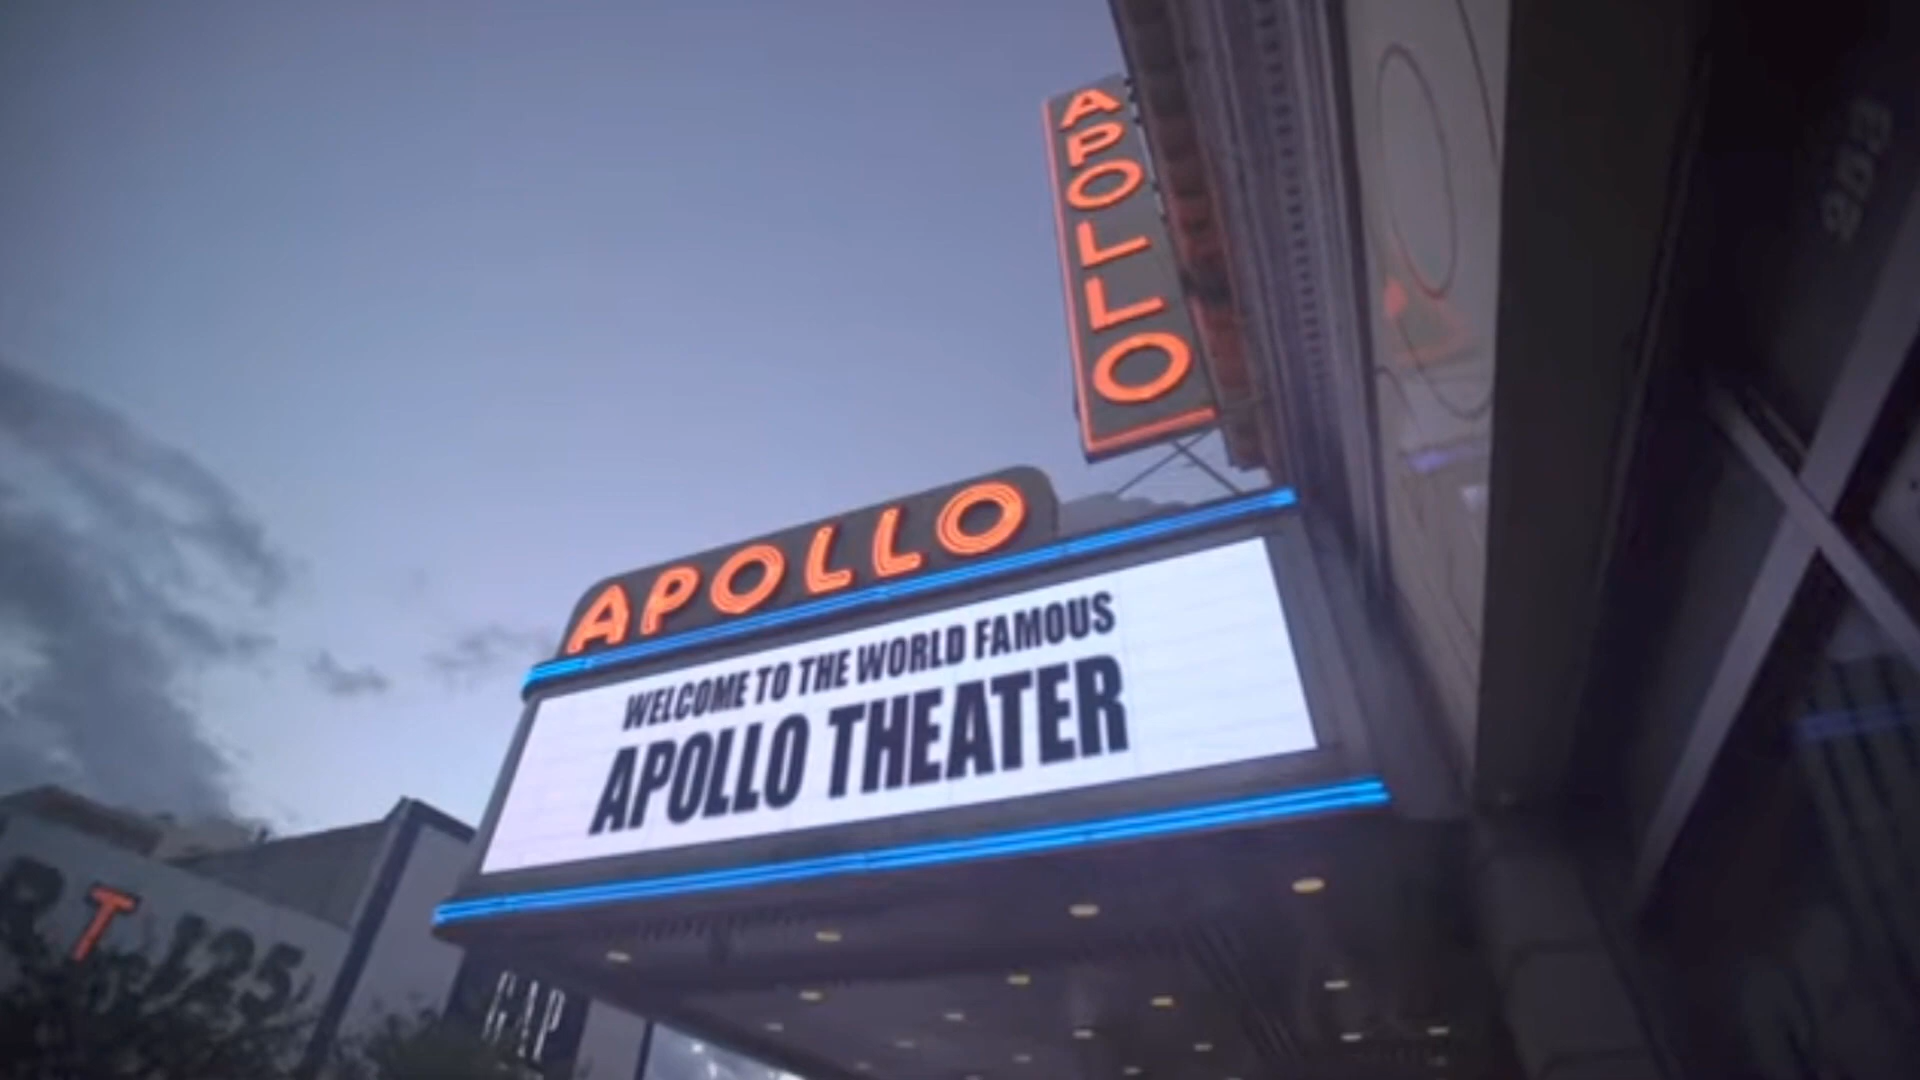 APOLLO
APOLLO
WELCOME TO THE WORLD FAMOUS
APOLLO THEATER
GAP